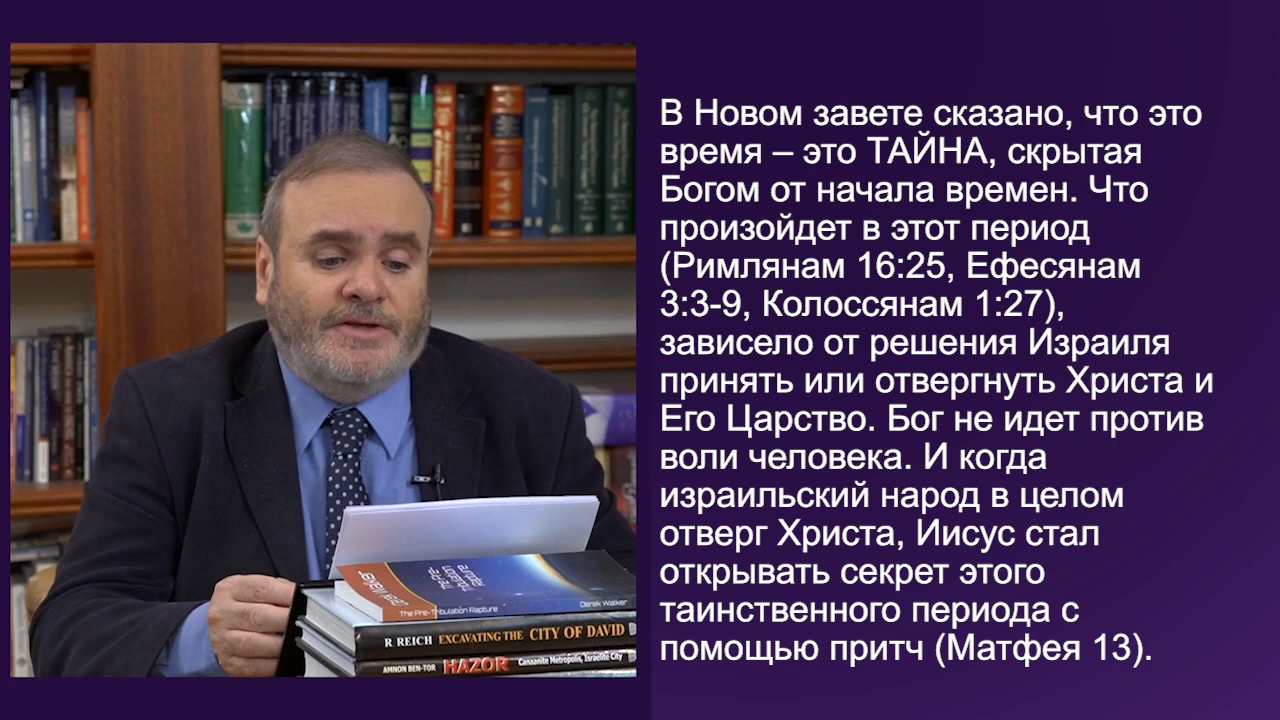 В Новом завете сказано, что это
время – это ТАЙНА, скрытая
Богом от начала времен. Что
произойдет в этот период
(Римлянам 16:25, Ефесянам
3:3-9, Колоссянам 1:27),
зависело от решения Израиля
принять или отвергнуть Христа и
Его Царство. Бог не идет против
воли человека. И когда
израильский народ в целом
отверг Христа, Иисус стал
открывать секрет этого
таинственного периода с
помощью притч (Матфея 13).
The Pre-Tribulation Rapture
Derek Walker
R REICH EXCAVATING THE CITY OF DAVID
AMNON BEN-TOR HAZOR Canaanite Metropolis, Israelite City